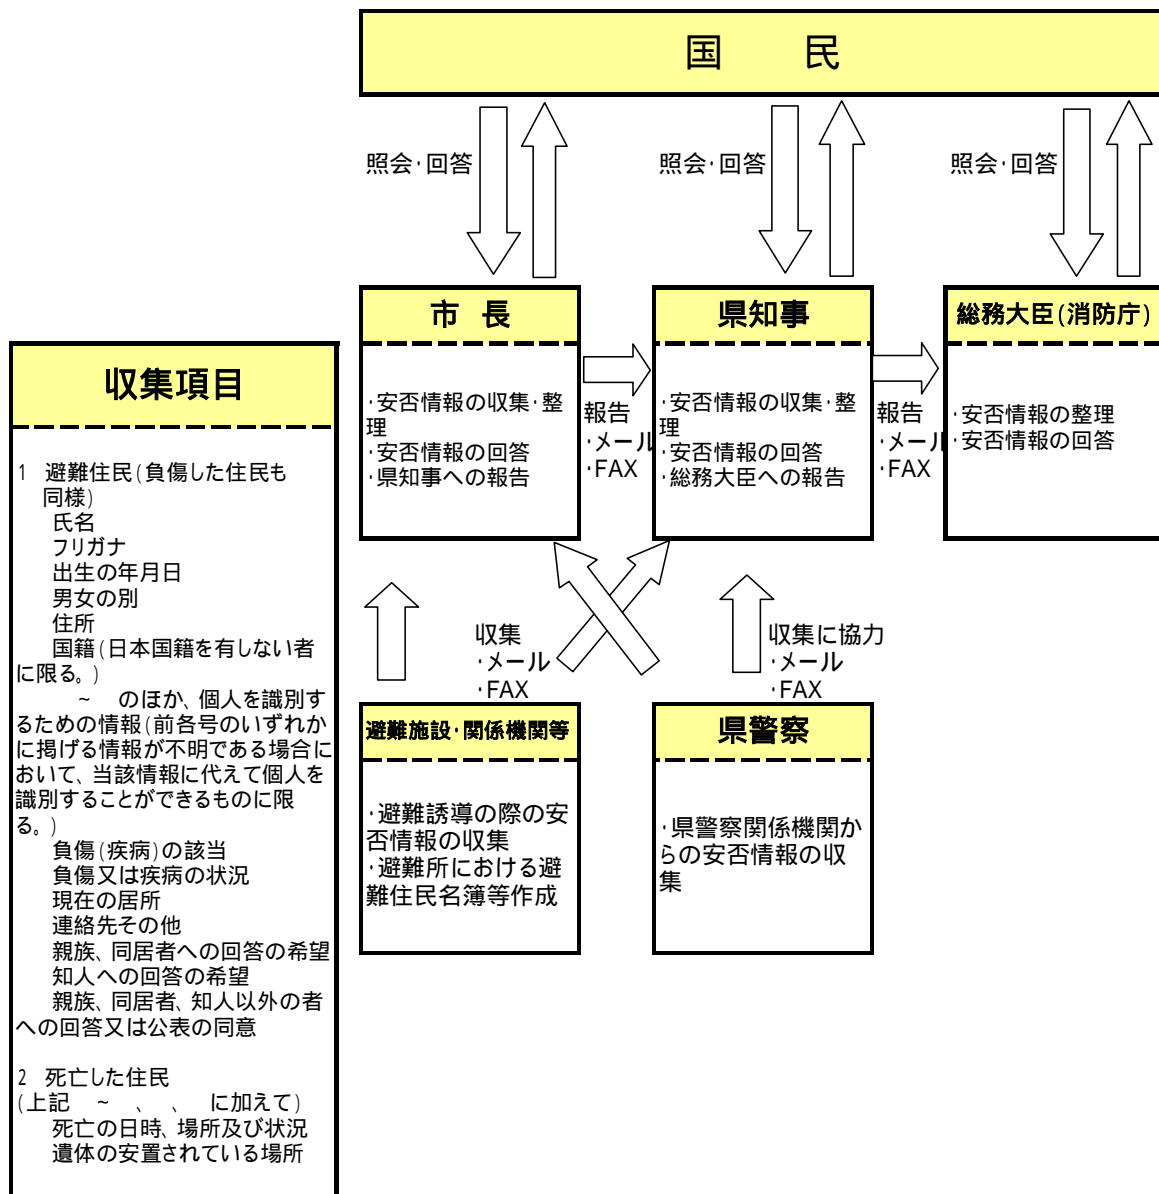 国　民
照会・回答
照会・回答
照会・回答
市 長
・安否情報の収集・整
理
・安否情報の回答
・県知事への報告
報告
・メール
・FAX
県知事
・安否情報の収集・整
理
・安否情報の回答
・総務大臣への報告
報告
・メール
・FAX
総務大臣(消防庁)
・安否情報の整理
・安否情報の回答
収集項目
1 避難住民(負傷した住民も
同様)
氏名
フリガナ
出生の年月日
男女の別
住所
国籍(日本国籍を有しない者
に限る。)
~ のほか、個人を識別す
るための情報(前各号のいずれか
に掲げる情報が不明である場合に
おいて、当該情報に代えて個人を
識別することができるものに限
る。)
負傷(疾病)の該当
負傷又は疾病の状況
現在の居所
連絡先その他
親族、同居者への回答の希望
知人への回答の希望
親族、同居者、知人以外の者
への回答又は公表の同意
2 死亡した住民
(上記 ~ 、 、 に加えて)
死亡の日時、場所及び状況
遺体の安置されている場所
収集
・メール
・FAX
収集に協力
・メール
・FAX
避難施設・関係機関等
・避難誘導の際の安
否情報の収集
・避難所における避
難住民名簿等作成
県警察
・県警察関係機関か
らの安否情報の収
集